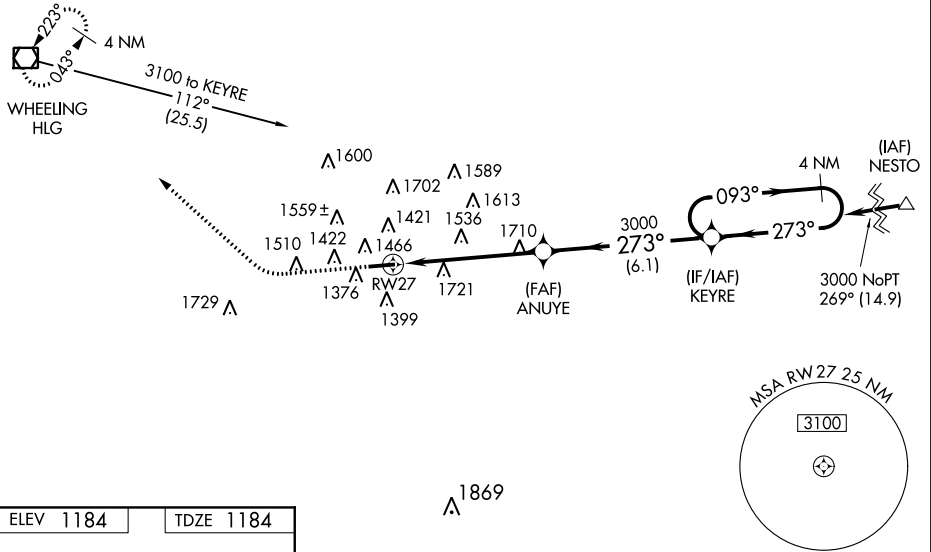 223°
4 NM
043°
WHEELING
HLG
3100 to KEYRE
112°
(25.5)
1600
1702
1589
1613
1559±
1421
1536
1710
1510
1422
1466
RW27
1376
1721
1399
1729
(FAF)
ANUYE
3000
273°
(6.1)
(IF/IAF)
KEYRE
093°
4 NM
273°
(IAF)
NESTO
3000 NoPT
269° (14.9)
MSA RW 27 25 NM
3100
1869
ELEV 1184
TDZE 1184